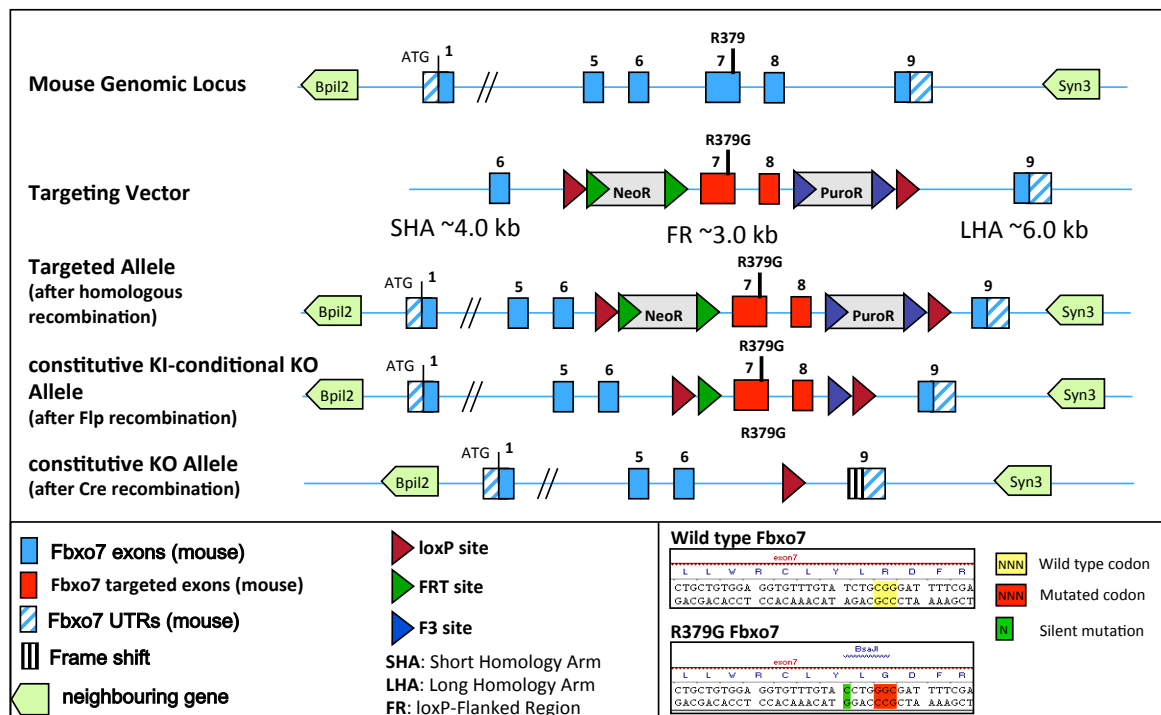 R379
ATG 1 5 6 7 8 9
Mouse Genomic Locus
Bpil2 Syn3
R379G
6 7 8 9
Targeting Vector
NeoR PuroR
SHA ~4.0 kb FR ~3.0 kb LHA ~6.0 kb
Targeted Allele
(after homologous
recombination)
R379G
ATG 1 5 6 7 8 9
Bpil2 NeoR PuroR Syn3
constitutive KI-conditional KO
Allele
(after Flp recombination)
R379G
ATG 1 5 6 7 8 9
Bpil2 Syn3
constitutive KO Allele
(after Cre recombination)
R379G
ATG 1 5 6 9
Bpil2 Syn3
Fbxo7 exons (mouse)
Fbxo7 targeted exons (mouse)
Fbxo7 UTRs (mouse)
Frame shift
neighbouring gene
loxP site
FRT site
F3 site
SHA: Short Homology Arm
LHA: Long Homology Arm
FR: loxP-Flanked Region
Wild type Fbxo7
exon7
L L W R C L Y L R D F R
CTGCTGTGGA GGTGTTTGTA TCTGCGGGAT TTTCGA
GACGACACCT CCACAAACAT AGACGCCCTA AAAGCT
R379G Fbxo7
BsaJI
exon7
L L W R C L Y L G D F R
CTGCTGTGGA GGTGTTTGTA CCTGGGCGAT TTTCGA
GACGACACCT CCACAAACAT GGACCCGCTA AAAGCT
NNN Wild type codon
NNN Mutated codon
N Silent mutation